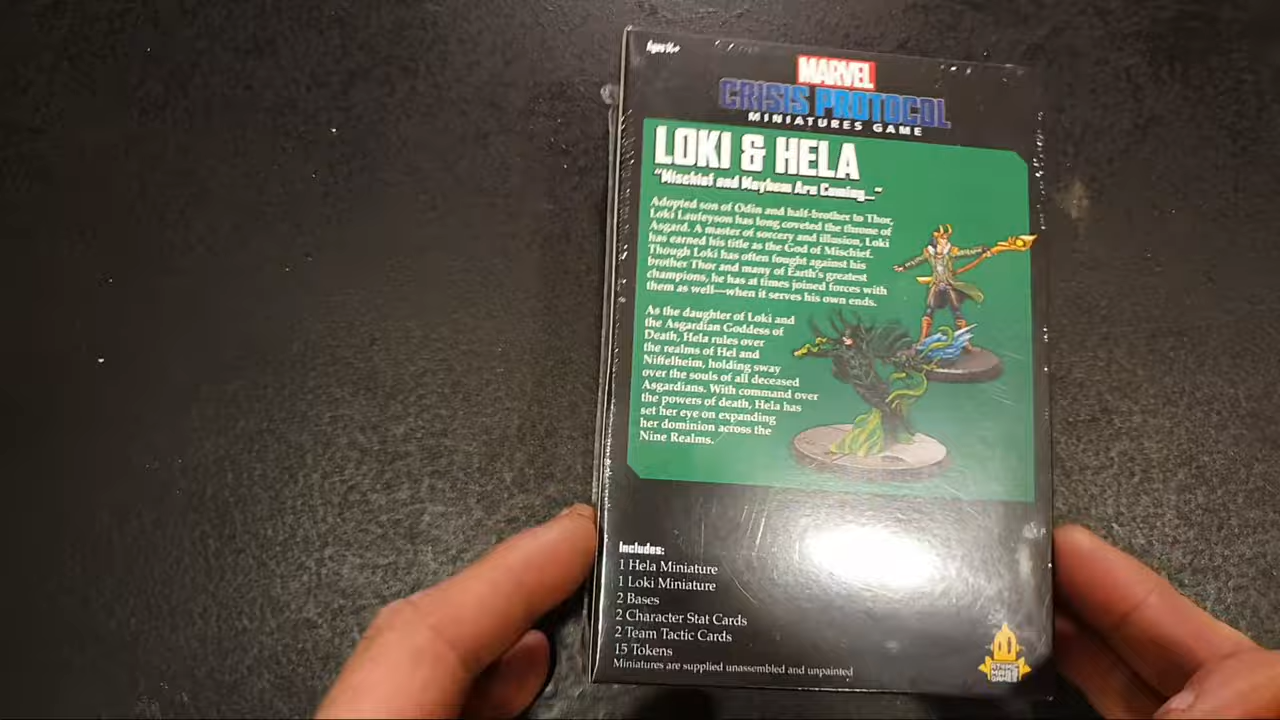 Ages 14+
MARVEL
CRISIS PROTOCOL
MINIATURES GAME
LOKI & HELA
"Mischief and Mayhem Are Coming..."
Adopted son of Odin and half-brother to Thor,
Loki Laufeyson has long coveted the throne of
Asgard. A master of sorcery and illusion, Loki
has earned his title as the God of Mischief.
Though Loki has often fought against his
brother Thor and many of Earth's greatest
champions, he has at times joined forces with
them as well—when it serves his own ends.
As the daughter of Loki and
the Asgardian Goddess of
Death, Hela rules over
the realms of Hel and
Niffelheim, holding sway
over the souls of all deceased
Asgardians. With command over
the powers of death, Hela has
set her eye on expanding
her dominion across the
Nine Realms.
Includes:
1 Hela Miniature
1 Loki Miniature
2 Bases
2 Character Stat Cards
2 Team Tactic Cards
15 Tokens
Miniatures are supplied unassembled and unpainted
ATOMIC
MASS
GAMES